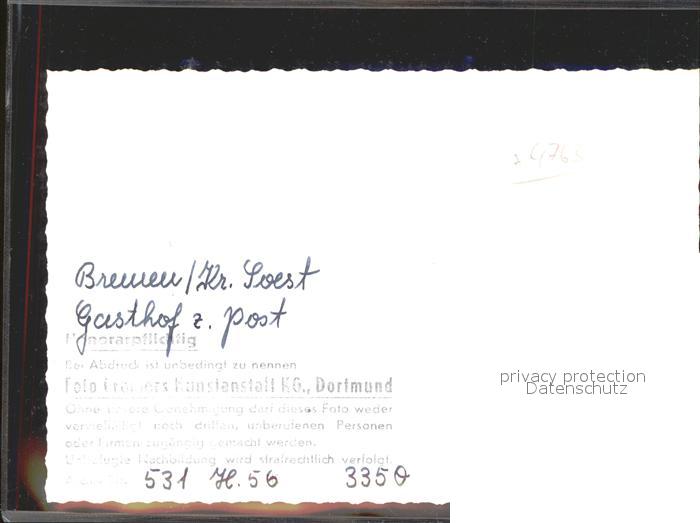 4763
Bremen/Kr. Soest
Gasthof z. Post
Honorarpflichtig
Bei Abdruck ist unbedingt zu nennen
Foto Cramers Kunstanstalt KG., Dortmund
Ohne unsere Genehmigung darf dieses Foto weder
vervielfältigt noch dritten, unberufenen Personen
oder Firmen zugängig gemacht werden.
Unbefugte Nachbildung wird strafrechtlich verfolgt.
531 H. 56 3350
privacy protection
Datenschutz